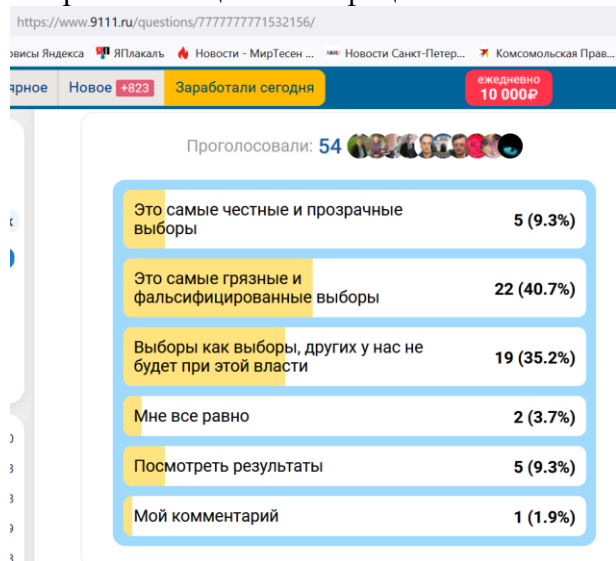 https://www.9111.ru/questions/7777777771532156/
овисы Яндекса ЯПлакалъ Новости - МирТесен ... Новости Санкт-Петер... Комсомольская Прав...
ярное Новое +823 Заработали сегодня ежедневно
10 000₽
Проголосовали: 54
Это самые честные и прозрачные
выборы 5 (9.3%)
Это самые грязные и
фальсифицированные выборы 22 (40.7%)
Выборы как выборы, других у нас не
будет при этой власти 19 (35.2%)
Мне все равно 2 (3.7%)
Посмотреть результаты 5 (9.3%)
Мой комментарий 1 (1.9%)